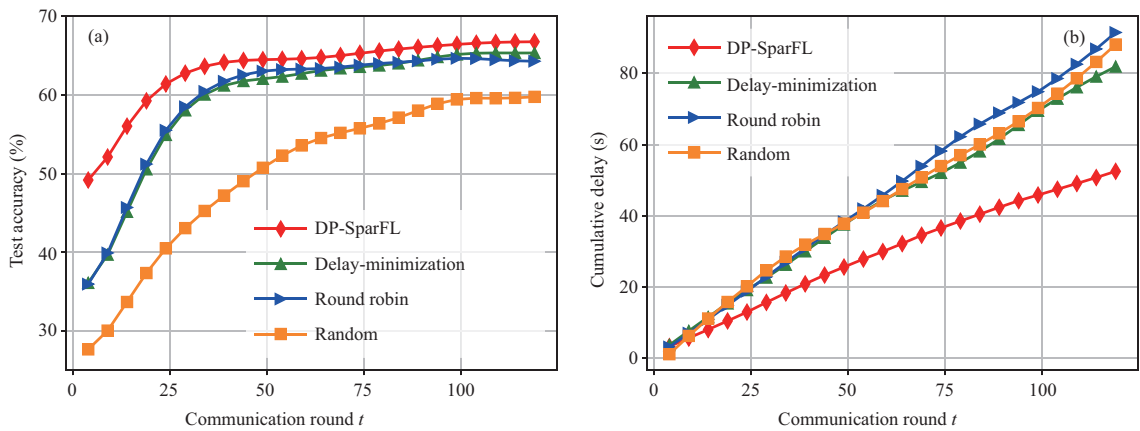 (a)
Test accuracy (%)
70
60
50
40
30
DP-SparFL
Delay-minimization
Round robin
Random
0
25
50
75
100
Communication round t
(b)
Cumulative delay (s)
80
60
40
20
0
DP-SparFL
Delay-minimization
Round robin
Random
0
25
50
75
100
Communication round t